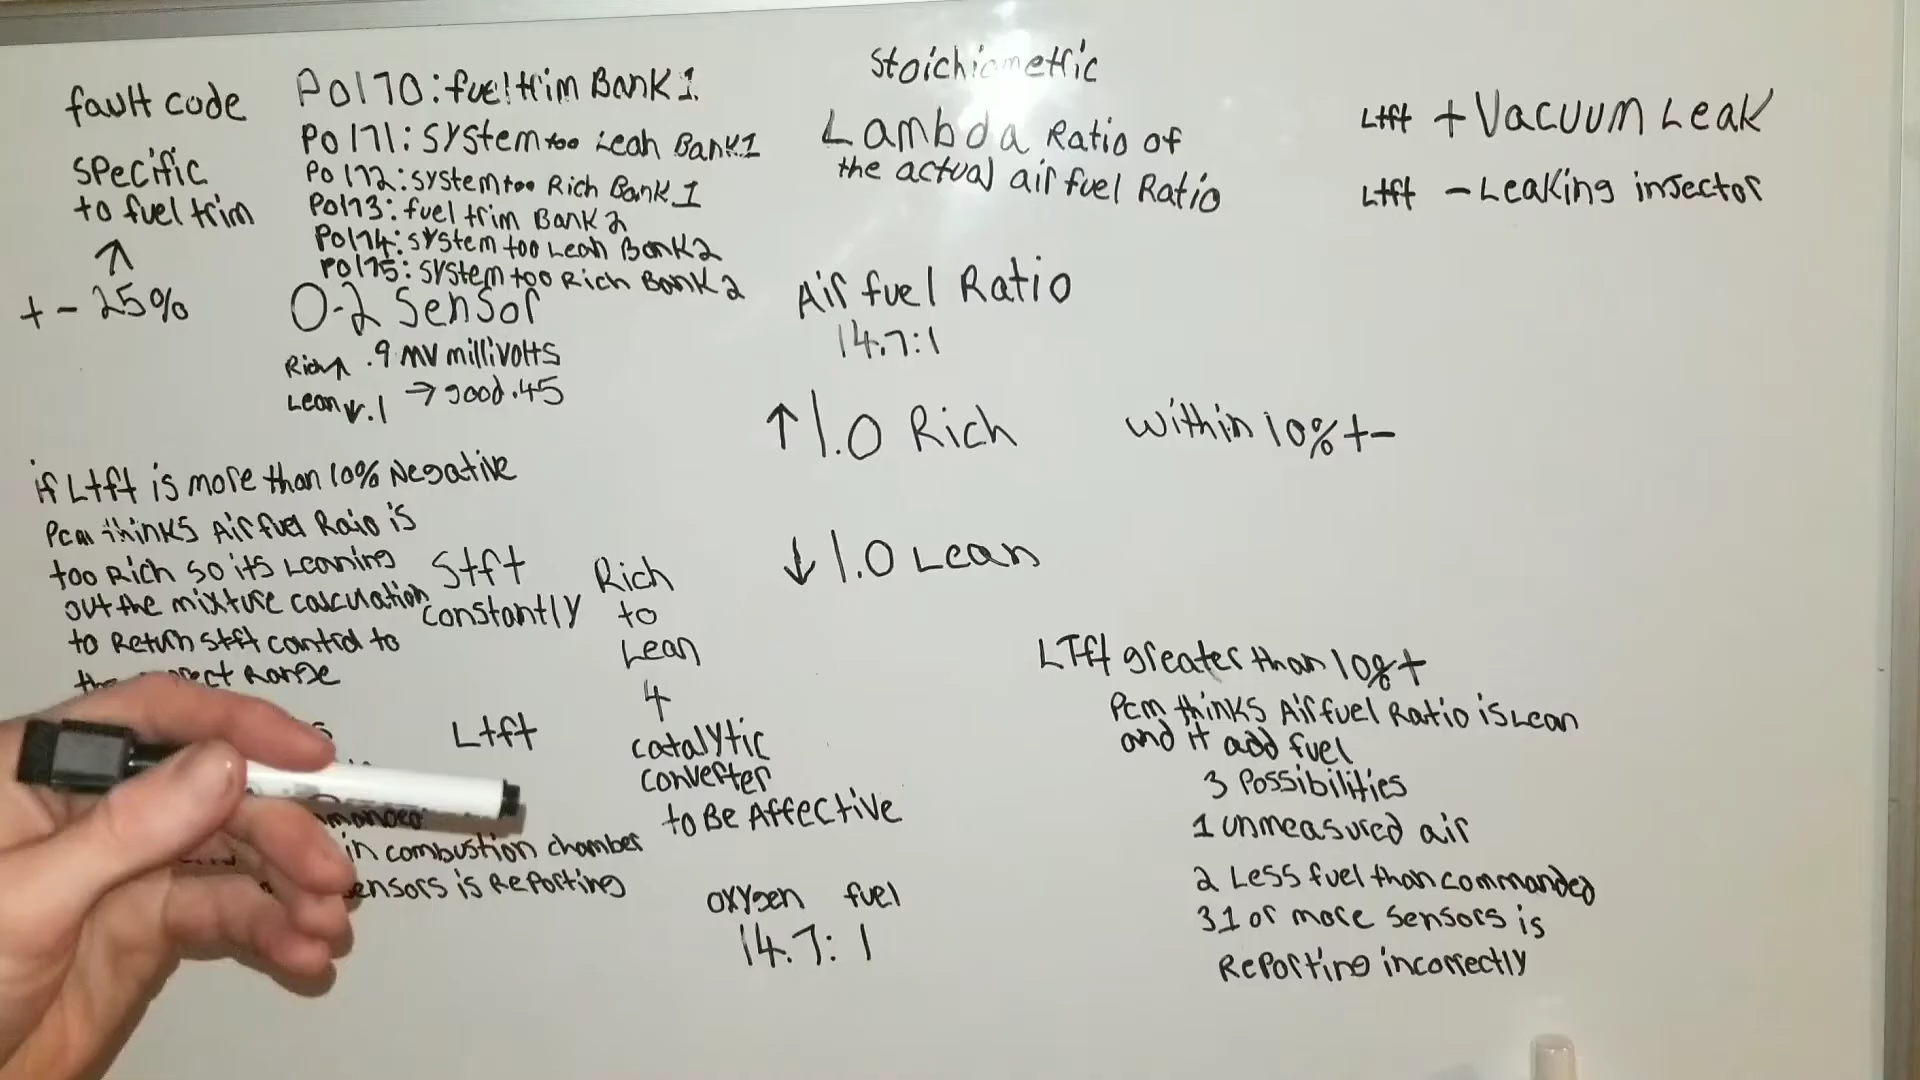 fault code
specific
to fuel trim
+ - 25%
P0170: fuel trim Bank 1
P0171: system too Lean Bank 1
P0172: system too Rich Bank 1
P0173: fuel trim Bank 2
P0174: system too Lean Bank 2
P0175: system too Rich Bank 2
O-2 Sensor
Rich .9 mv millivolts
Lean .1 → good .45
if Ltft is more than 10% Negative
Pcm thinks Air fuel Raio is
too Rich so its Leaning
out the mixture calculation
to Return stft control to
Range
Stft
constantly
Rich
to
Lean
4
catalytic
converter
to Be Affective
Ltft
in combustion chamber
sensors is Reporting
Stoichiometric
Lambda Ratio of
the actual air fuel Ratio
Air fuel Ratio
14.7:1
↑ 1.0 Rich
within 10% + -
↓ 1.0 Lean
oxygen fuel
14.7: 1
Ltft + Vacuum Leak
Ltft - Leaking injector
LTft greater than 10% +
Pcm thinks Air fuel Ratio is Lean
and it add fuel
3 Possibilities
1 unmeasured air
2 Less fuel than commanded
3 1 or more sensors is
Reporting incorrectly